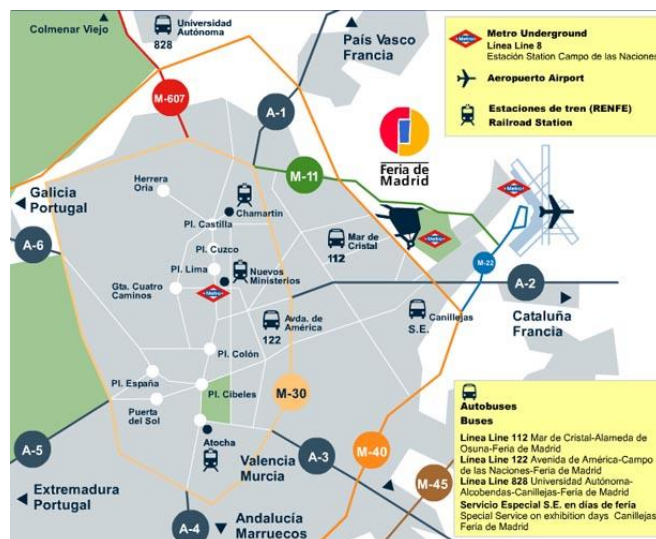 Colmenar Viejo
Universidad
Autónoma
828
País Vasco
Francia
Metro
Metro Underground
Línea Line 8
Estación Station Campo de las Naciones
Aeropuerto Airport
Estaciones de tren (RENFE)
Railroad Station
M-607
A-1
Feria de
Madrid
M-11
Galicia
Portugal
Herrera
Oria
Chamartin
Pl. Castilla
Metro
Mar de
Cristal
112
Metro
A-6
Pl. Cuzco
Pl. Lima
Nuevos
Ministerios
Gta. Cuatro
Caminos
Metro
M-22
A-2
Cataluña
Francia
Avda. de
América
122
S.E.
Canillejas
Pl. Colón
Pl. España
Pl. Cibeles
M-30
Puerta
del Sol
Atocha
A-5
Extremadura
Portugal
Valencia
Murcia
A-3
M-40
M-45
A-4
Andalucía
Marruecos
Autobuses
Buses
Línea Line 112 Mar de Cristal-Alameda de
Osuna-Feria de Madrid
Línea Line 122 Avenida de América-Campo
de las Naciones-Feria de Madrid
Línea Line 828 Universidad Autónoma-
Alcobendas-Canillejas-Feria de Madrid
Servicio Especial S.E. en días de feria
Special Service on exhibition days Canillejas
Feria de Madrid